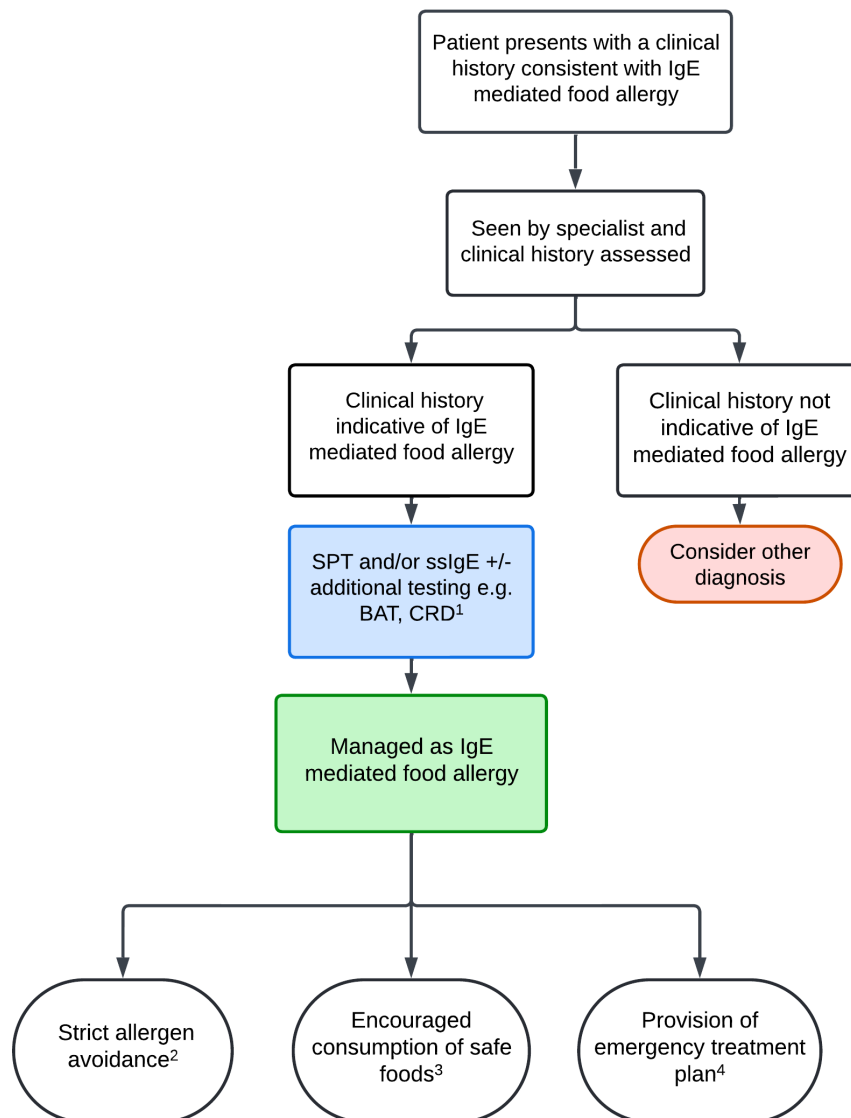 Patient presents with a clinical
history consistent with IgE
mediated food allergy
Seen by specialist and
clinical history assessed
Clinical history
indicative of IgE
mediated food allergy
Clinical history not
indicative of IgE
mediated food allergy
SPT and/or ssIgE +/-
additional testing e.g.
BAT, CRD¹
Consider other
diagnosis
Managed as IgE
mediated food allergy
Strict allergen
avoidance²
Encouraged
consumption of safe
foods³
Provision of
emergency treatment
plan⁴